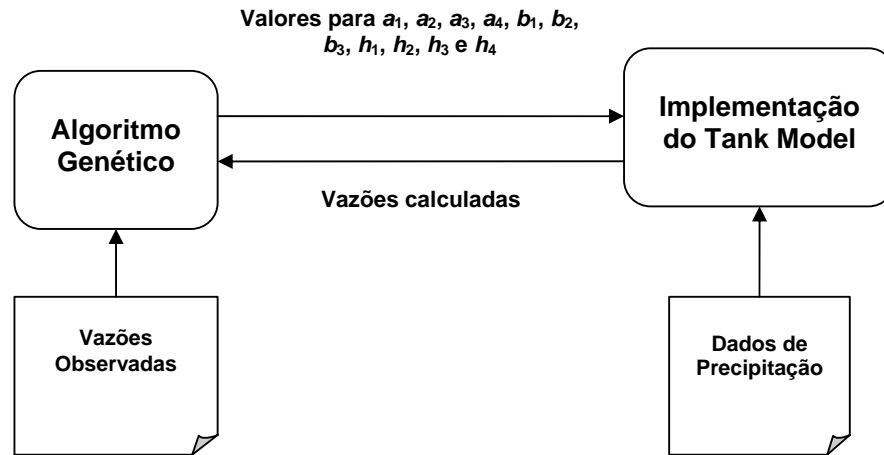 Valores para a₁, a₂, a₃, a₄, b₁, b₂,
b₃, h₁, h₂, h₃ e h₄
Algoritmo
Genético
Implementação
do Tank Model
Vazões calculadas
Vazões
Observadas
Dados de
Precipitação